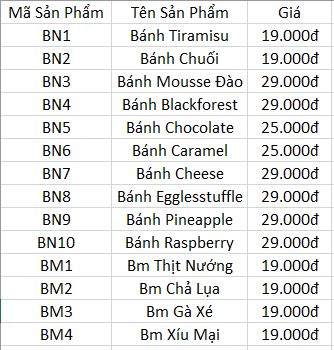 Mã Sản Phẩm Tên Sản Phẩm Giá
BN1 Bánh Tiramisu 19.000đ
BN2 Bánh Chuối 19.000đ
BN3 Bánh Mousse Đào 29.000đ
BN4 Bánh Blackforest 29.000đ
BN5 Bánh Chocolate 25.000đ
BN6 Bánh Caramel 25.000đ
BN7 Bánh Cheese 29.000đ
BN8 Bánh Egglesstuffle 29.000đ
BN9 Bánh Pineapple 29.000đ
BN10 Bánh Raspberry 29.000đ
BM1 Bm Thịt Nướng 19.000đ
BM2 Bm Chả Lụa 19.000đ
BM3 Bm Gà Xé 19.000đ
BM4 Bm Xíu Mại 19.000đ